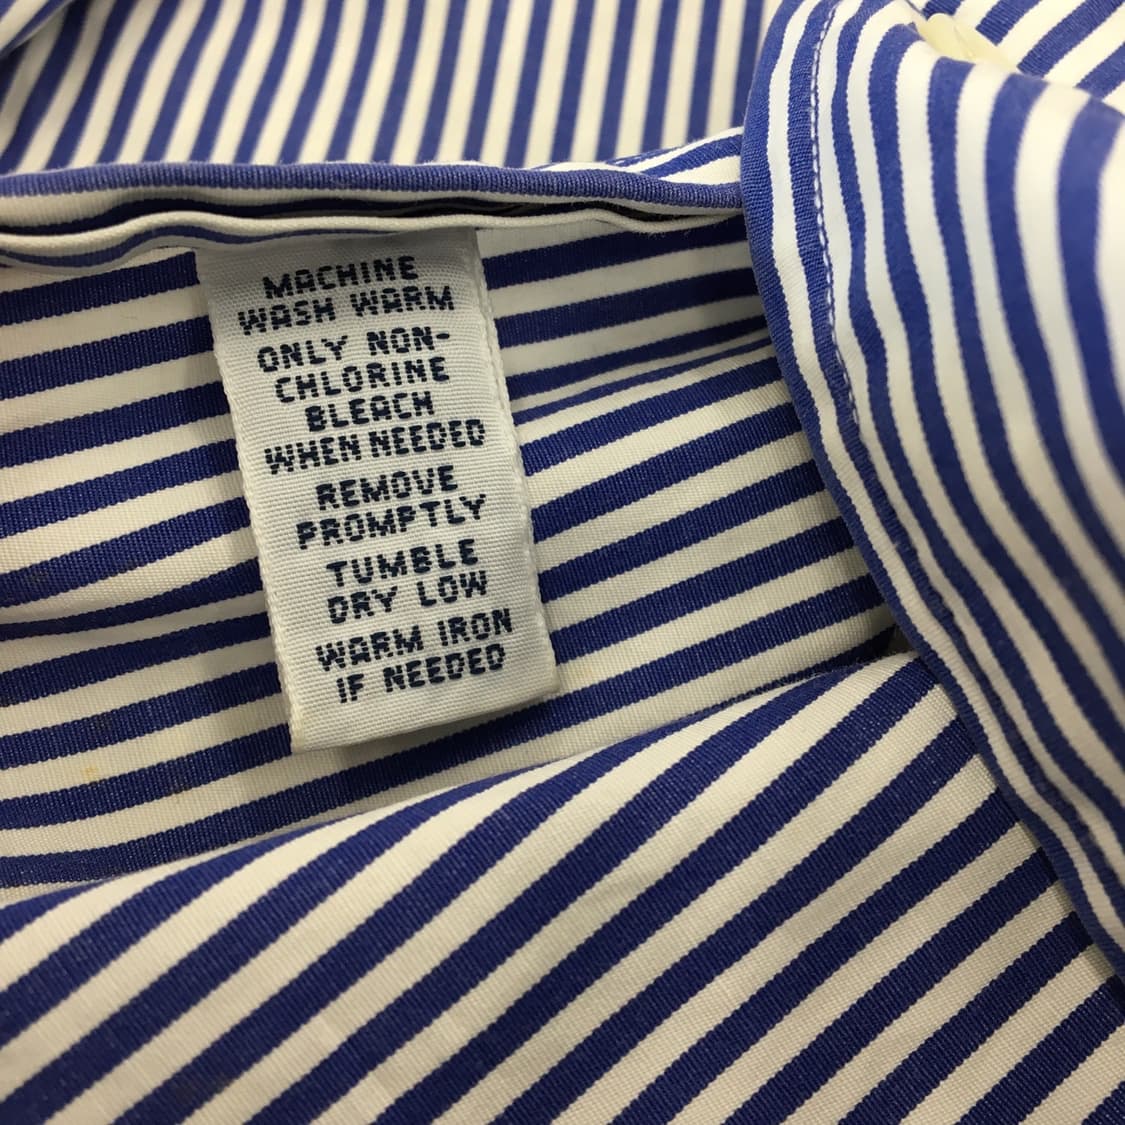 MACHINE
WASH WARM
ONLY NON-
CHLORINE
BLEACH
WHEN NEEDED
REMOVE
PROMPTLY
TUMBLE
DRY LOW
WARM IRON
IF NEEDED